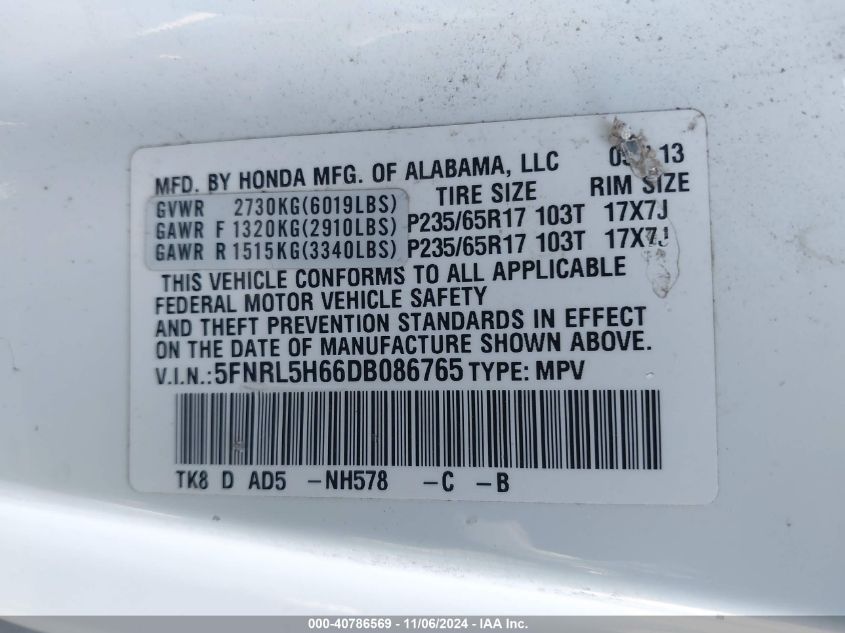 MFD. BY HONDA MFG. OF ALABAMA, LLC 13
TIRE SIZE RIM SIZE
GVWR 2730KG(6019LBS)
GAWR F 1320KG(2910LBS) P235/65R17 103T 17X7J
GAWR R 1515KG(3340LBS) P235/65R17 103T 17X7J
THIS VEHICLE CONFORMS TO ALL APPLICABLE
FEDERAL MOTOR VEHICLE SAFETY
AND THEFT PREVENTION STANDARDS IN EFFECT
ON THE DATE OF MANUFACTURE SHOWN ABOVE.
V.I.N.:5FNRL5H66DB086765 TYPE: MPV
TK8 D AD5 -NH578 -C -B
000-40786569 - 11/06/2024 - IAA Inc.